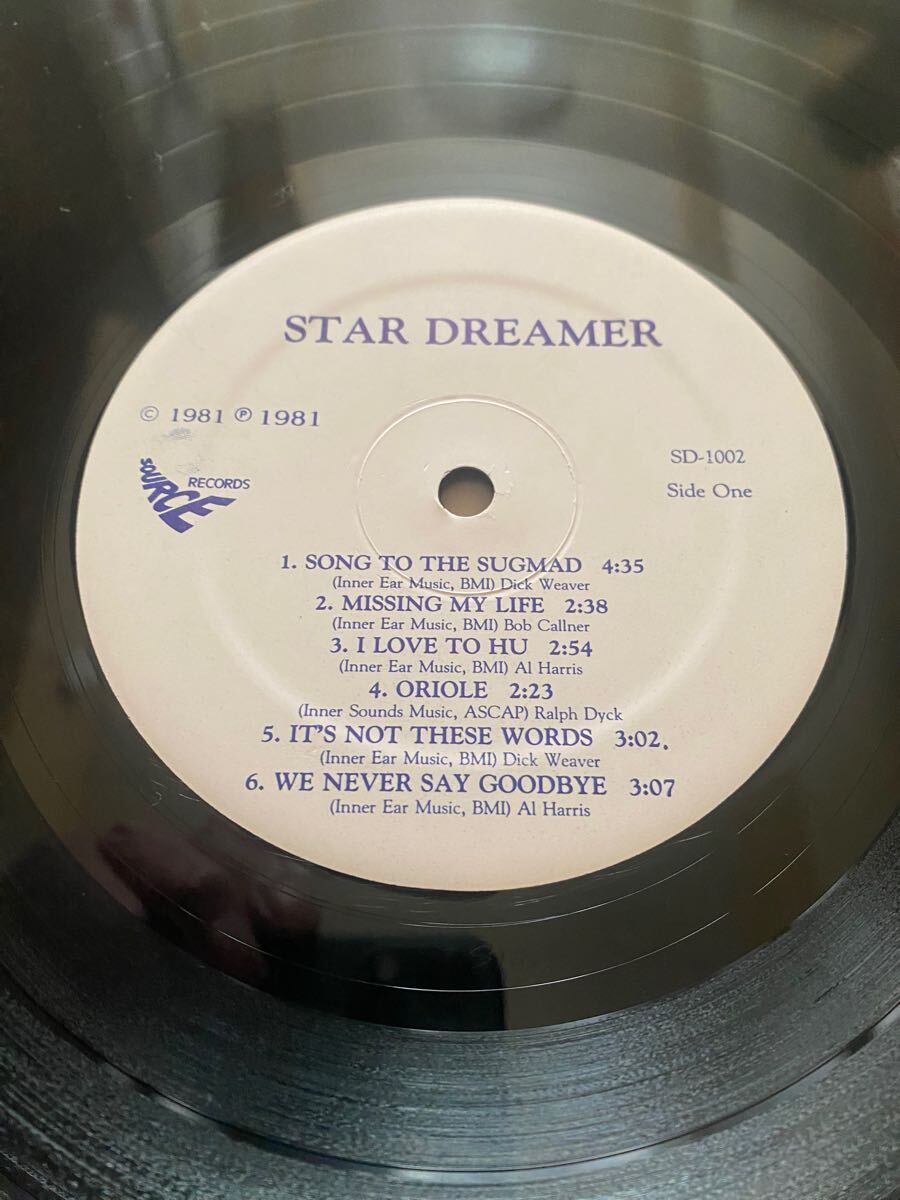 STAR DREAMER
© 1981 ℗ 1981
SOURCE RECORDS
SD-1002
Side One
1. SONG TO THE SUGMAD 4:35
(Inner Ear Music, BMI) Dick Weaver
2. MISSING MY LIFE 2:38
(Inner Ear Music, BMI) Bob Callner
3. I LOVE TO HU 2:54
(Inner Ear Music, BMI) Al Harris
4. ORIOLE 2:23
(Inner Sounds Music, ASCAP) Ralph Dyck
5. IT'S NOT THESE WORDS 3:02.
(Inner Ear Music, BMI) Dick Weaver
6. WE NEVER SAY GOODBYE 3:07
(Inner Ear Music, BMI) Al Harris